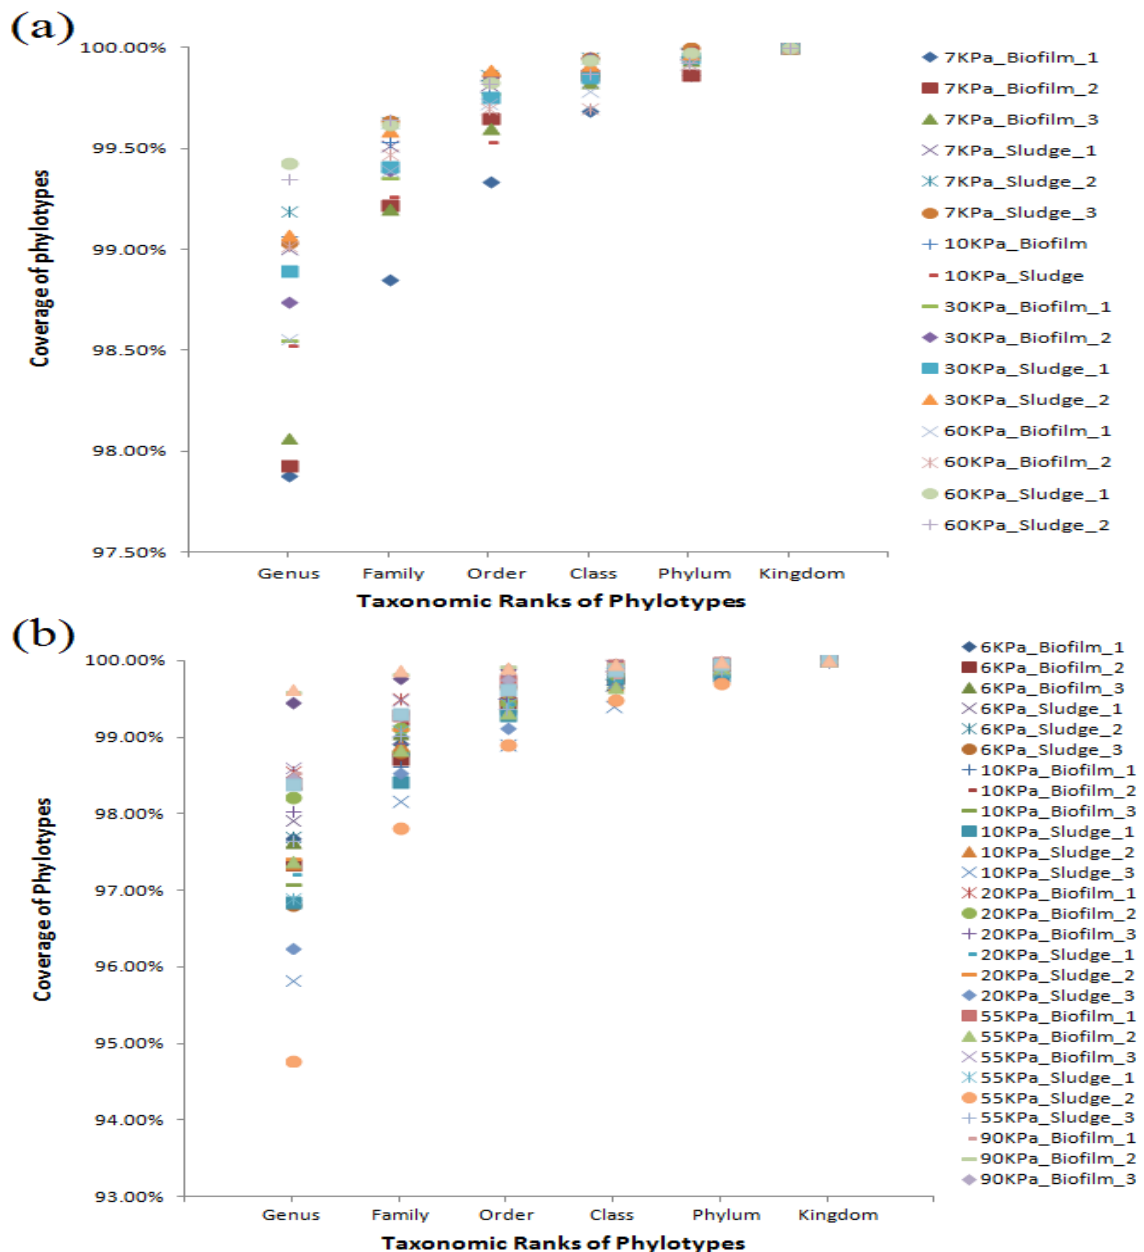 (a)
100.00%
99.50%
99.00%
98.50%
98.00%
97.50%
Coverage of phylotypes
Genus Family Order Class Phylum Kingdom
Taxonomic Ranks of Phylotypes
7KPa_Biofilm_1
7KPa_Biofilm_2
7KPa_Biofilm_3
7KPa_Sludge_1
7KPa_Sludge_2
7KPa_Sludge_3
10KPa_Biofilm
10KPa_Sludge
30KPa_Biofilm_1
30KPa_Biofilm_2
30KPa_Sludge_1
30KPa_Sludge_2
60KPa_Biofilm_1
60KPa_Biofilm_2
60KPa_Sludge_1
60KPa_Sludge_2
(b)
100.00%
99.00%
98.00%
97.00%
96.00%
95.00%
94.00%
93.00%
Coverage of Phylotypes
Genus Family Order Class Phylum Kingdom
Taxonomic Ranks of Phylotypes
6KPa_Biofilm_1
6KPa_Biofilm_2
6KPa_Biofilm_3
6KPa_Sludge_1
6KPa_Sludge_2
6KPa_Sludge_3
10KPa_Biofilm_1
10KPa_Biofilm_2
10KPa_Biofilm_3
10KPa_Sludge_1
10KPa_Sludge_2
10KPa_Sludge_3
20KPa_Biofilm_1
20KPa_Biofilm_2
20KPa_Biofilm_3
20KPa_Sludge_1
20KPa_Sludge_2
20KPa_Sludge_3
55KPa_Biofilm_1
55KPa_Biofilm_2
55KPa_Biofilm_3
55KPa_Sludge_1
55KPa_Sludge_2
55KPa_Sludge_3
90KPa_Biofilm_1
90KPa_Biofilm_2
90KPa_Biofilm_3